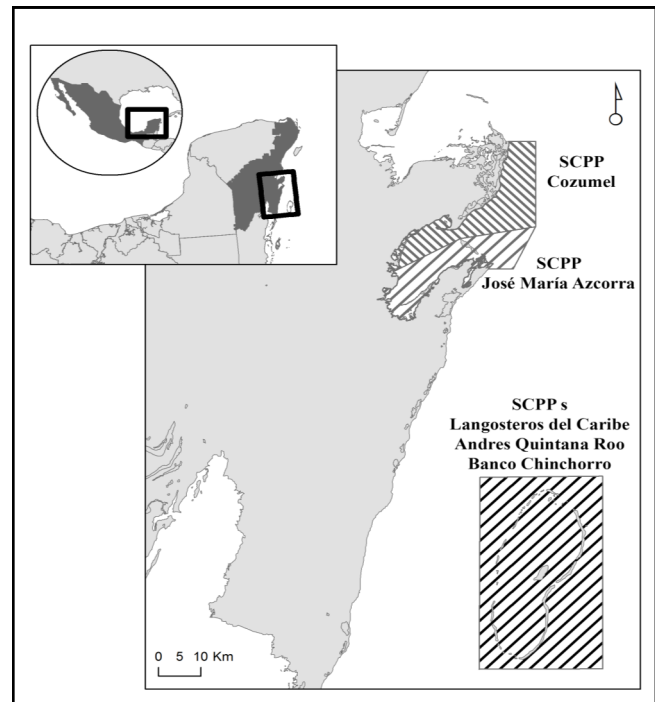 SCPP
Cozumel
SCPP
José María Azcorra
SCPP s
Langosteros del Caribe
Andres Quintana Roo
Banco Chinchorro
0 5 10 Km